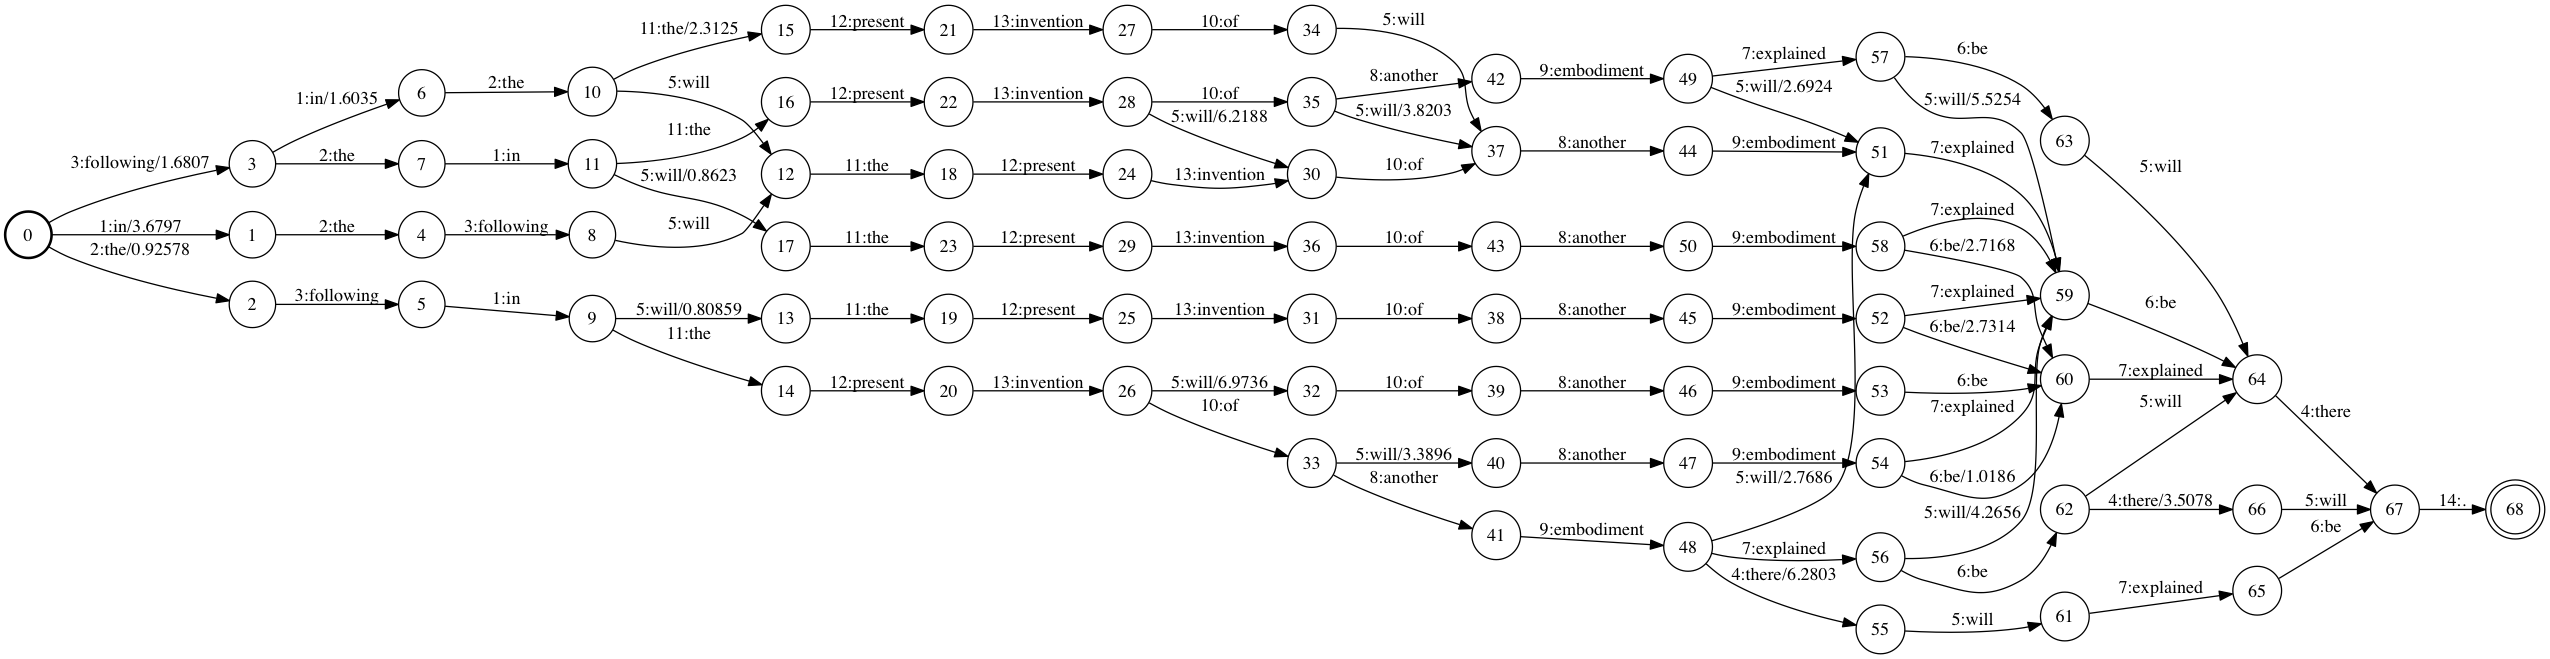 0
3:following/1.6807
1:in/3.6797
2:the/0.92578
3
1
2
1:in/1.6035
2:the
2:the
3:following
6
7
4
5
2:the
1:in
3:following
1:in
10
11
8
9
11:the/2.3125
5:will
11:the
5:will/0.8623
5:will
5:will/0.80859
11:the
15
16
12
17
13
14
12:present
12:present
11:the
11:the
11:the
12:present
21
22
18
23
19
20
13:invention
13:invention
12:present
12:present
12:present
13:invention
27
28
24
29
25
26
10:of
10:of
5:will/6.2188
13:invention
13:invention
13:invention
5:will/6.9736
10:of
34
35
30
36
31
32
33
5:will
8:another
5:will/3.8203
10:of
10:of
10:of
10:of
5:will/3.3896
8:another
42
37
43
38
39
40
41
9:embodiment
8:another
8:another
8:another
8:another
8:another
9:embodiment
49
44
50
45
46
47
48
7:explained
5:will/2.6924
9:embodiment
9:embodiment
9:embodiment
9:embodiment
9:embodiment
5:will/2.7686
7:explained
4:there/6.2803
57
51
58
52
53
54
56
55
6:be
5:will/5.5254
7:explained
7:explained
6:be/2.7168
7:explained
6:be/2.7314
6:be
7:explained
6:be/1.0186
5:will/4.2656
6:be
5:will
63
59
60
62
61
5:will
6:be
7:explained
5:will
4:there/3.5078
7:explained
64
66
65
4:there
5:will
6:be
67
14:.
68